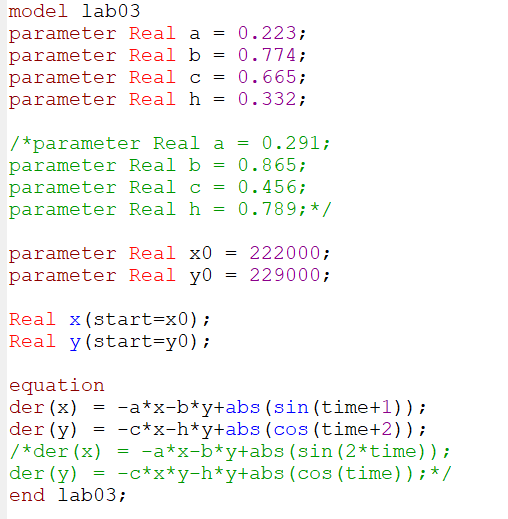 model lab03
parameter Real a = 0.223;
parameter Real b = 0.774;
parameter Real c = 0.665;
parameter Real h = 0.332;
/*parameter Real a = 0.291;
parameter Real b = 0.865;
parameter Real c = 0.456;
parameter Real h = 0.789;*/
parameter Real x0 = 222000;
parameter Real y0 = 229000;
Real x(start=x0);
Real y(start=y0);
equation
der(x) = -a*x-b*y+abs(sin(time+1));
der(y) = -c*x-h*y+abs(cos(time+2));
/*der(x) = -a*x-b*y+abs(sin(2*time));
der(y) = -c*x*y-h*y+abs(cos(time));*/
end lab03;